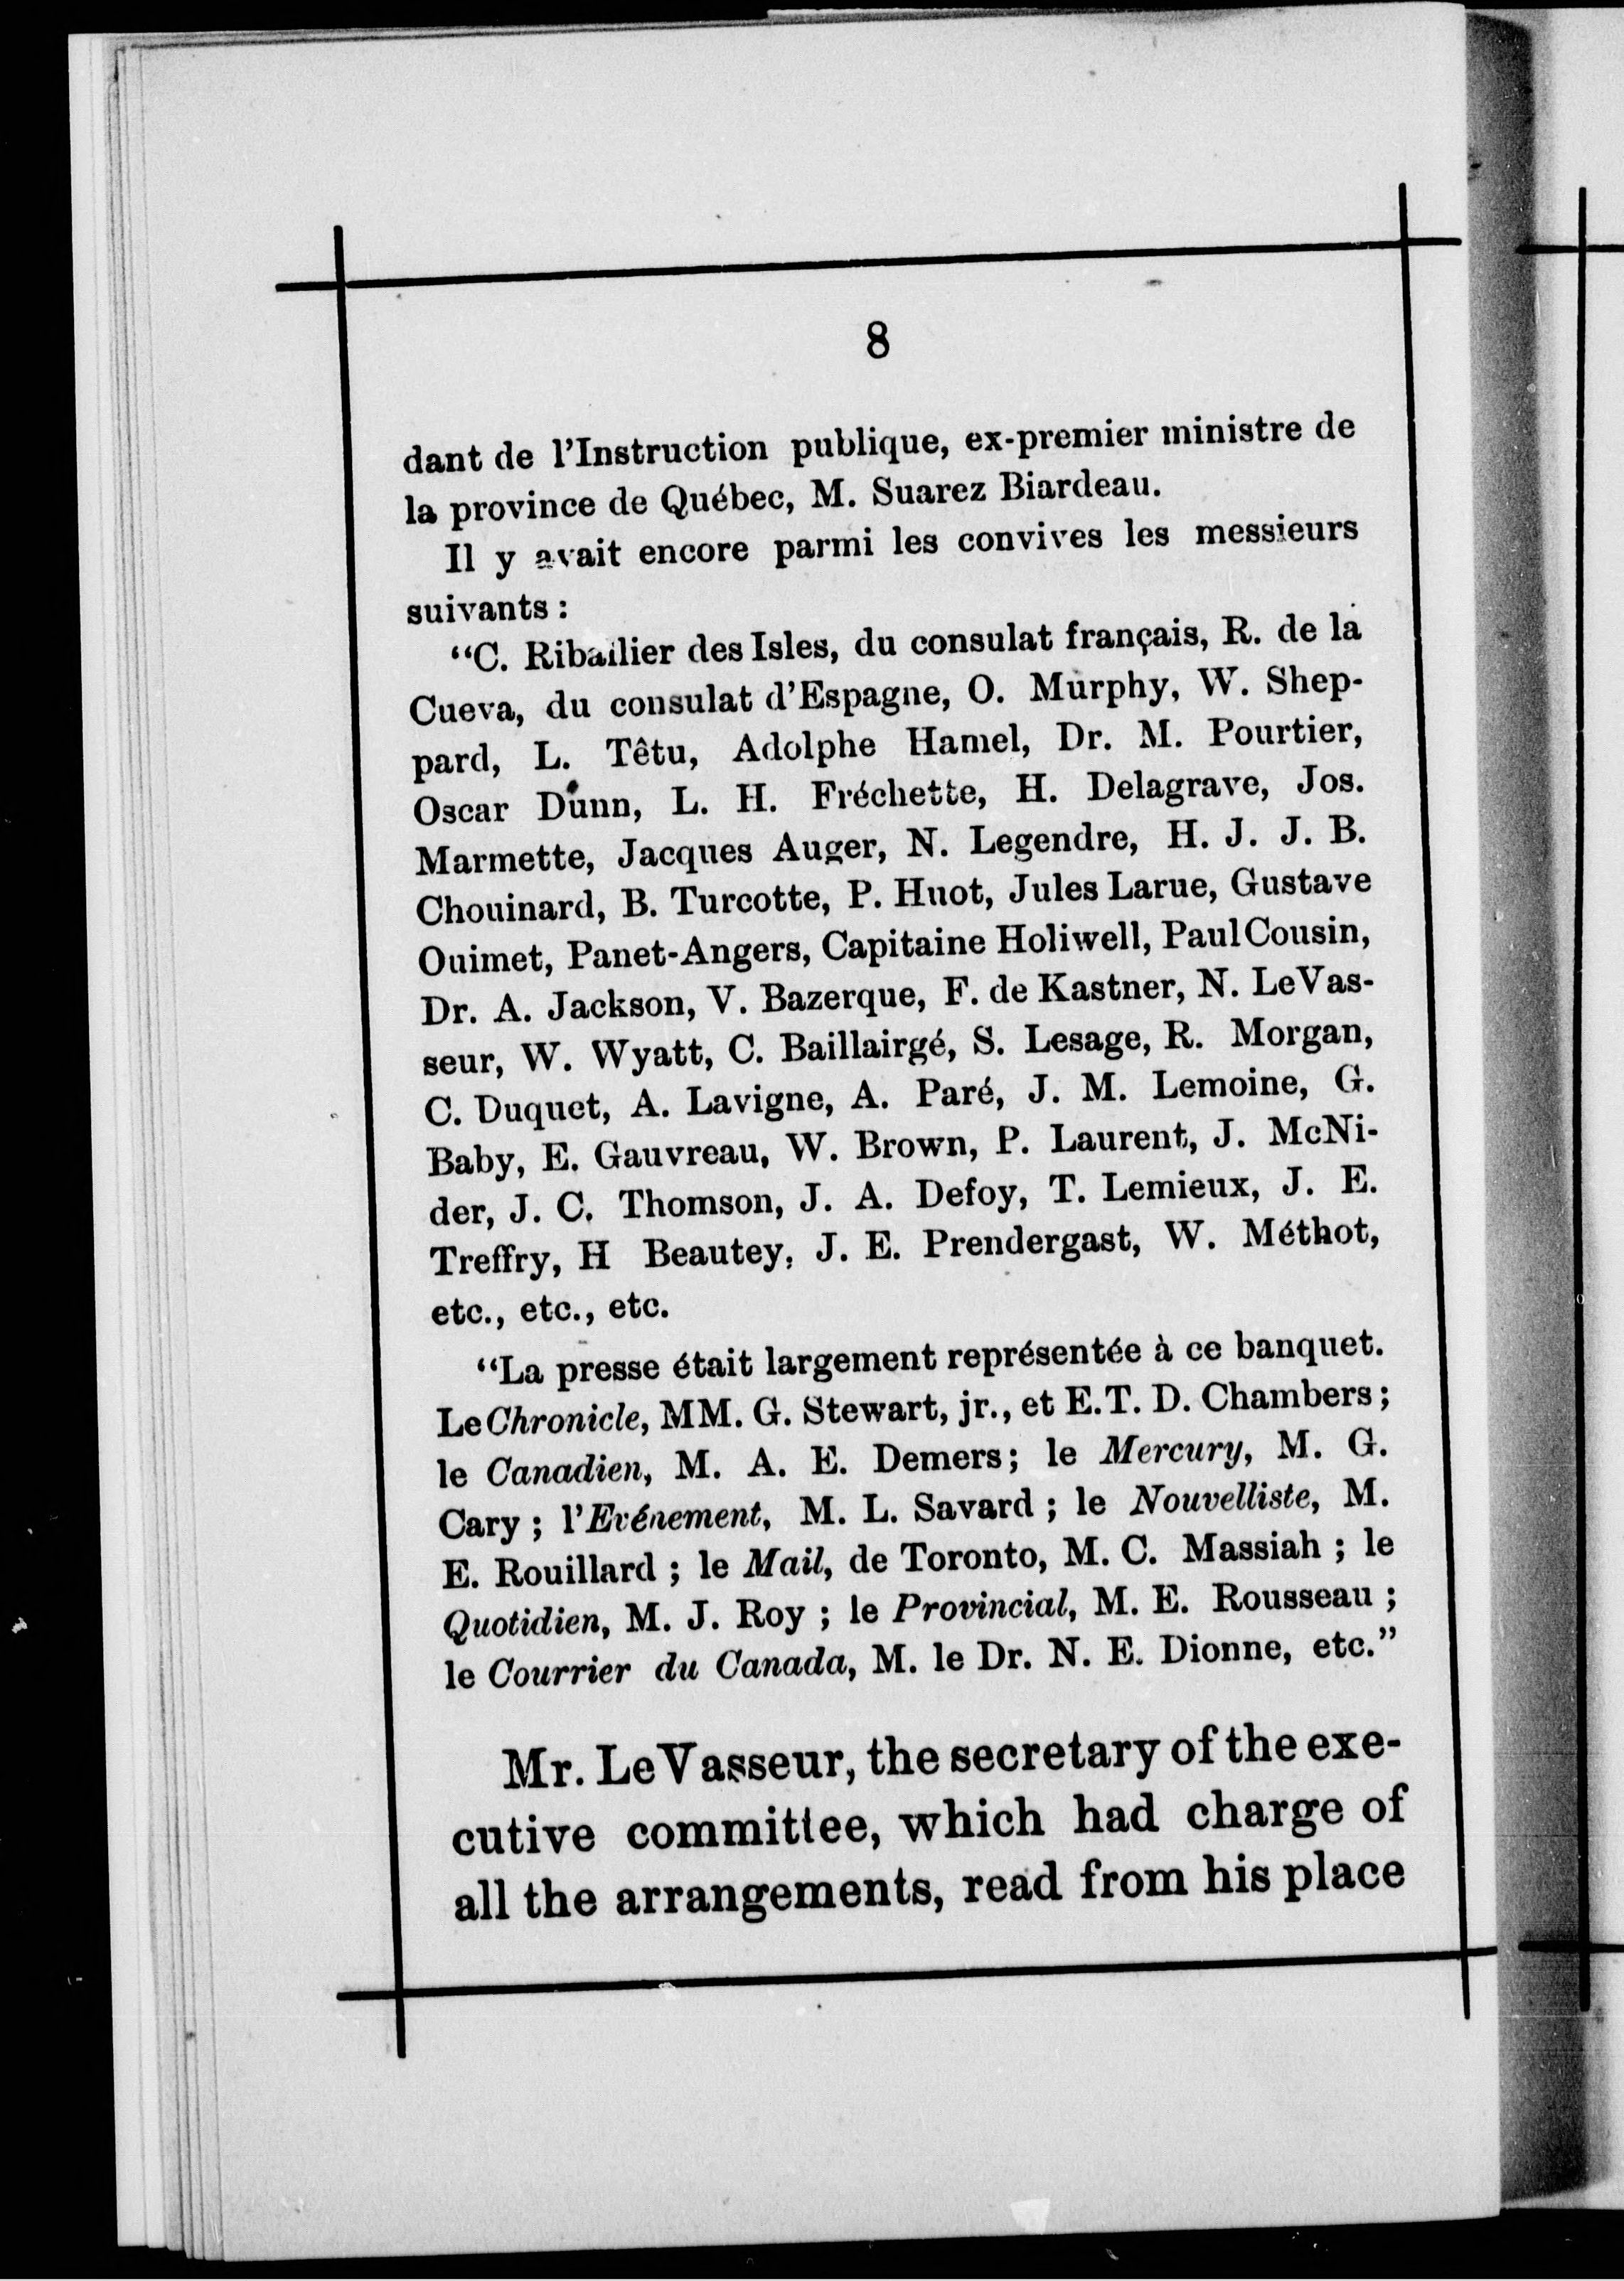 8
dant de l'Instruction publique, ex-premier ministre de
la province de Québec, M. Suarez Biardeau.
Il y avait encore parmi les convives les messieurs
suivants :
“C. Ribailier des Isles, du consulat français, R. de la
Cueva, du consulat d'Espagne, O. Murphy, W. Shep-
pard, L. Têtu, Adolphe Hamel, Dr. M. Pourtier,
Oscar Dunn, L. H. Fréchette, H. Delagrave, Jos.
Marmette, Jacques Auger, N. Legendre, H. J. J. B.
Chouinard, B. Turcotte, P. Huot, Jules Larue, Gustave
Ouimet, Panet-Angers, Capitaine Holiwell, Paul Cousin,
Dr. A. Jackson, V. Bazerque, F. de Kastner, N. LeVas-
seur, W. Wyatt, C. Baillairgé, S. Lesage, R. Morgan,
C. Duquet, A. Lavigne, A. Paré, J. M. Lemoine, G.
Baby, E. Gauvreau, W. Brown, P. Laurent, J. McNi-
der, J. C. Thomson, J. A. Defoy, T. Lemieux, J. E.
Treffry, H Beautey, J. E. Prendergast, W. Méthot,
etc., etc., etc.
“La presse était largement représentée à ce banquet.
Le Chronicle, MM. G. Stewart, jr., et E.T. D. Chambers ;
le Canadien, M. A. E. Demers; le Mercury, M. G.
Cary ; l'Evénement, M. L. Savard ; le Nouvelliste, M.
E. Rouillard ; le Mail, de Toronto, M. C. Massiah ; le
Quotidien, M. J. Roy ; le Provincial, M. E. Rousseau ;
le Courrier du Canada, M. le Dr. N. E. Dionne, etc.”
Mr. LeVasseur, the secretary of the exe-
cutive committee, which had charge of
all the arrangements, read from his place